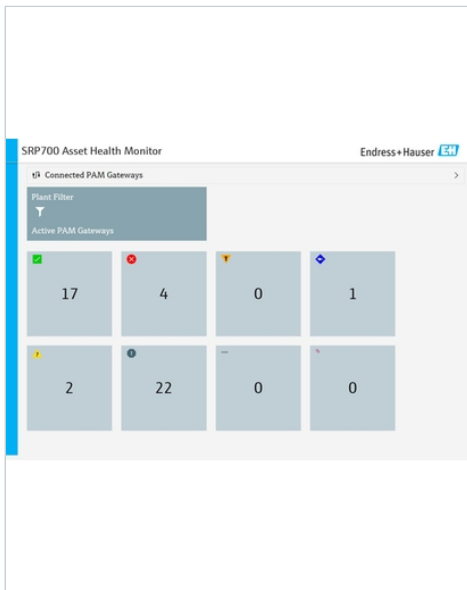 SRP700 Asset Health Monitor
Endress+Hauser EH
Connected PAM Gateways
Plant Filter
Active PAM Gateways
17 4 0 1
2 22 0 0